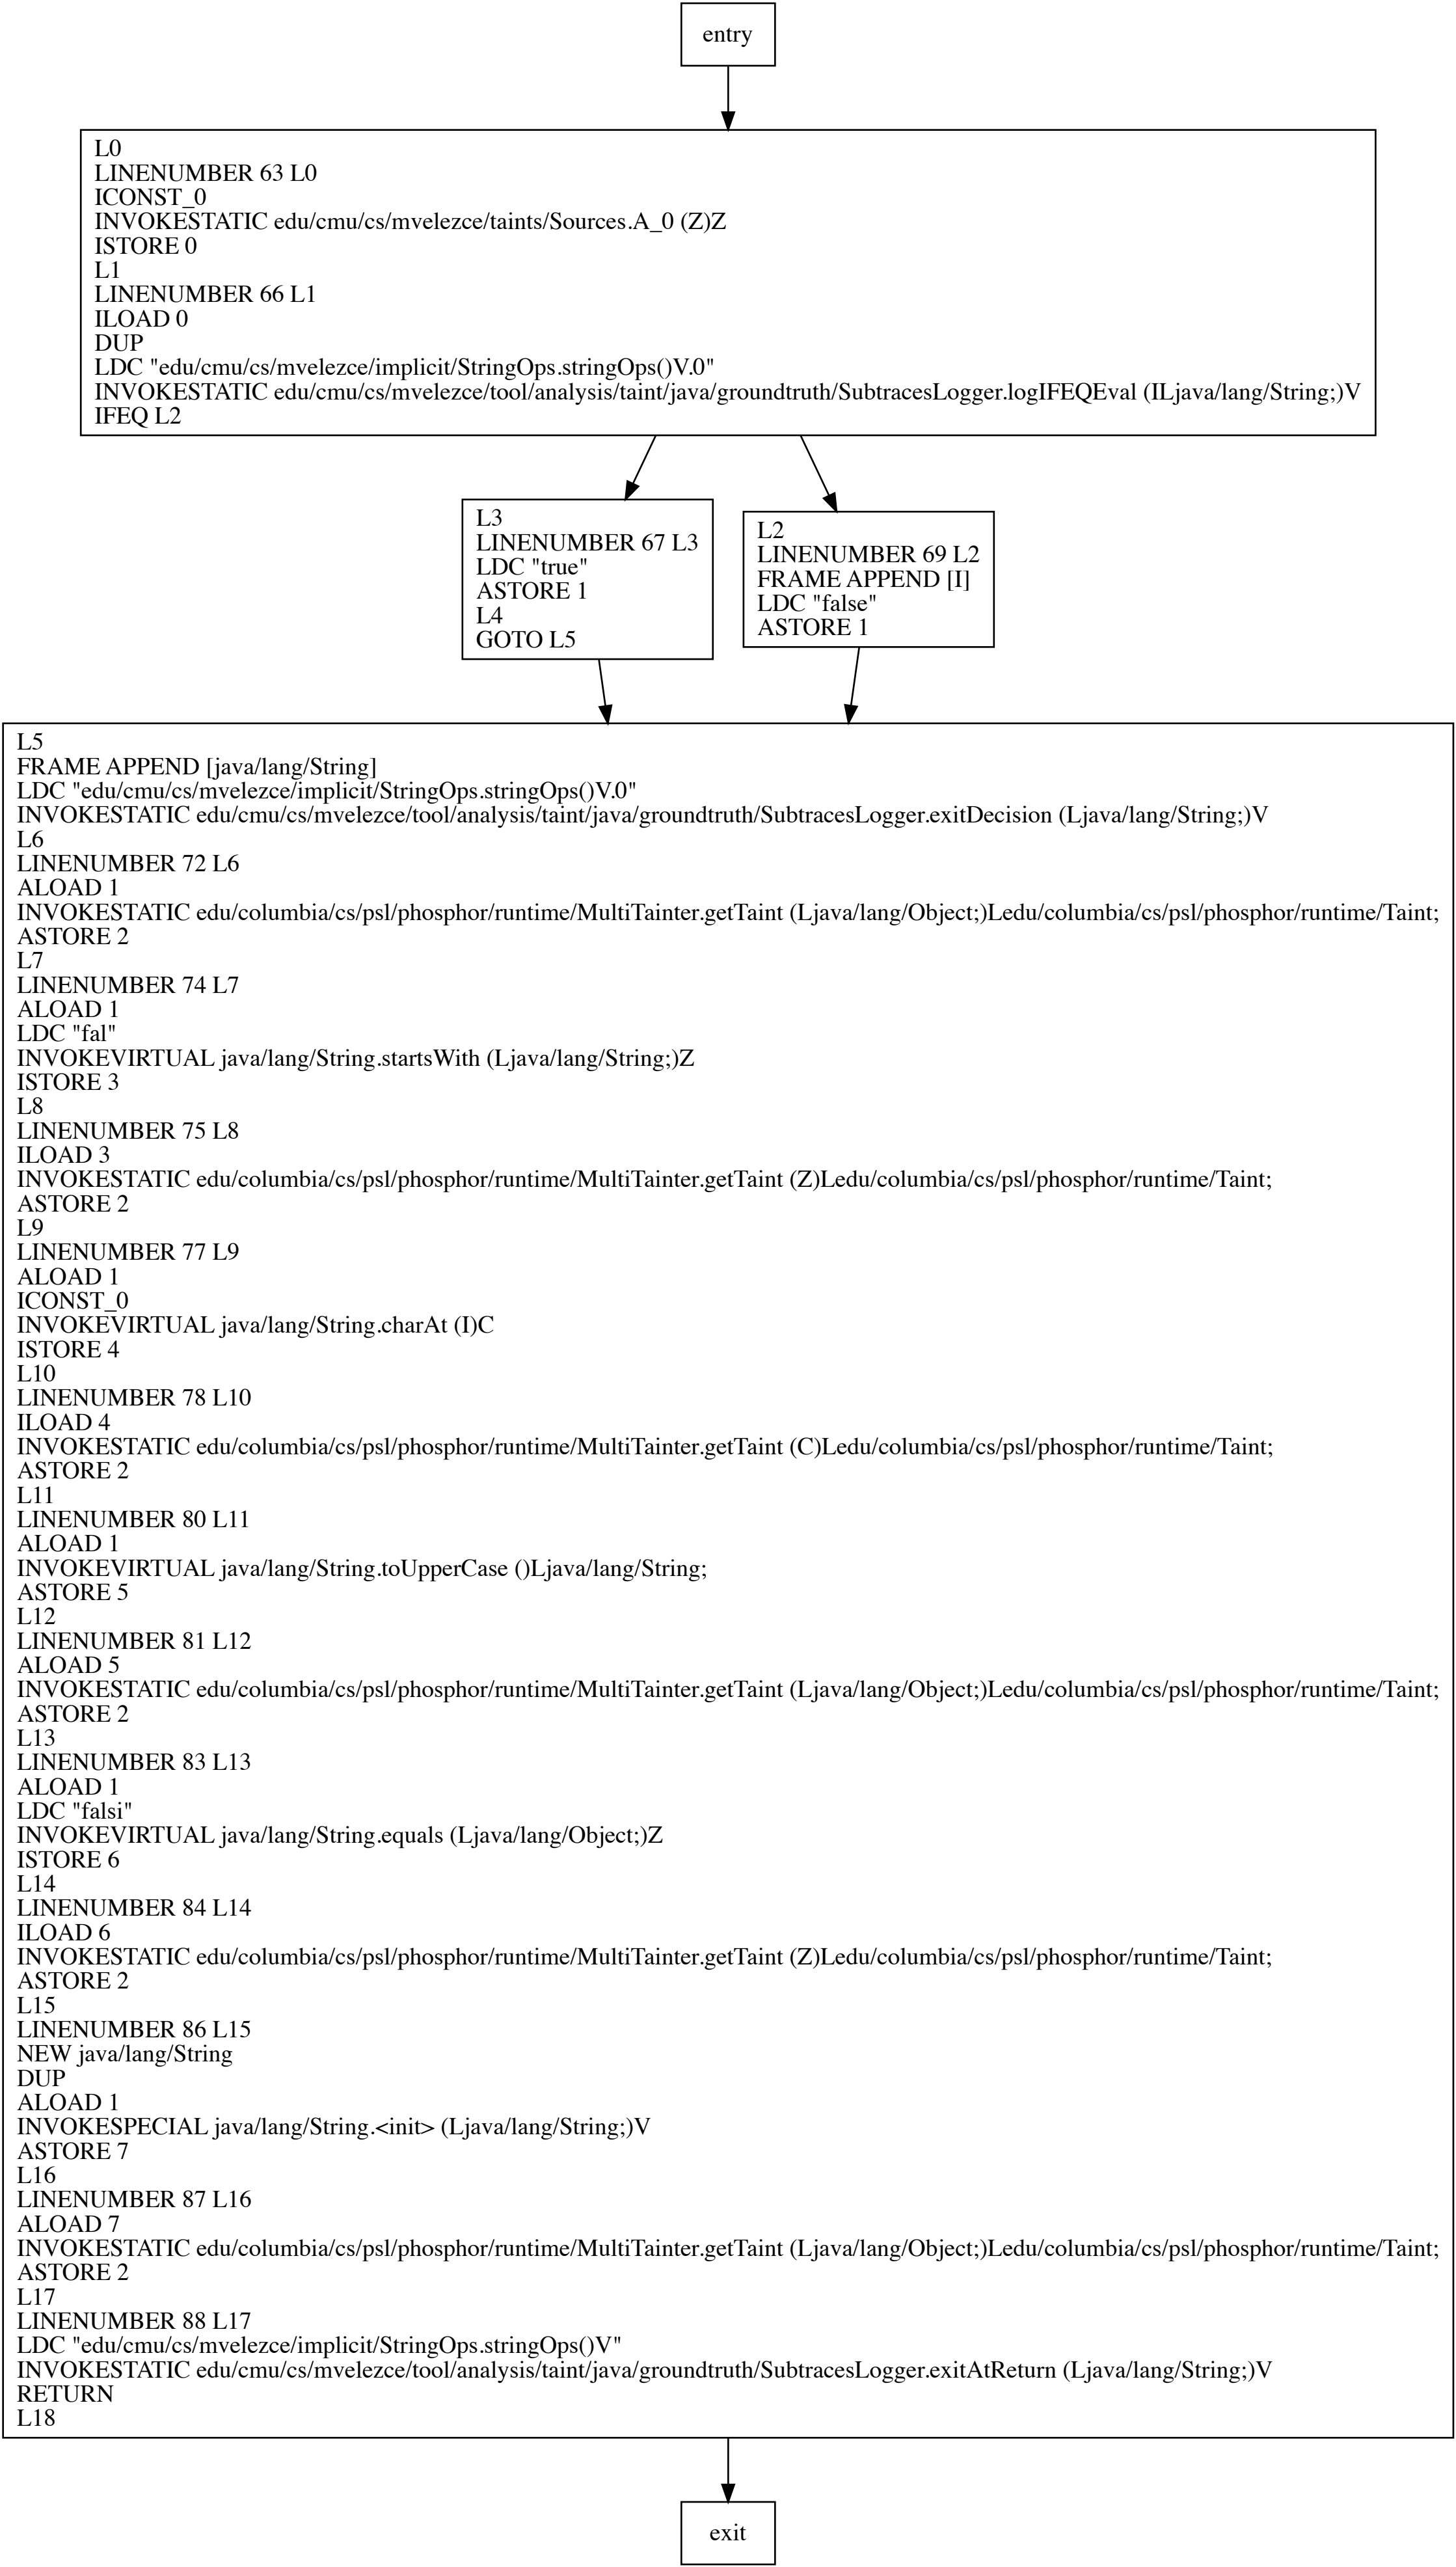 entry
L0
LINENUMBER 63 L0
ICONST_0
INVOKESTATIC edu/cmu/cs/mvelezce/taints/Sources.A_0 (Z)Z
ISTORE 0
L1
LINENUMBER 66 L1
ILOAD 0
DUP
LDC "edu/cmu/cs/mvelezce/implicit/StringOps.stringOps()V.0"
INVOKESTATIC edu/cmu/cs/mvelezce/tool/analysis/taint/java/groundtruth/SubtracesLogger.logIFEQEval (ILjava/lang/String;)V
IFEQ L2
L3
LINENUMBER 67 L3
LDC "true"
ASTORE 1
L4
GOTO L5
L2
LINENUMBER 69 L2
FRAME APPEND [I]
LDC "false"
ASTORE 1
L5
FRAME APPEND [java/lang/String]
LDC "edu/cmu/cs/mvelezce/implicit/StringOps.stringOps()V.0"
INVOKESTATIC edu/cmu/cs/mvelezce/tool/analysis/taint/java/groundtruth/SubtracesLogger.exitDecision (Ljava/lang/String;)V
L6
LINENUMBER 72 L6
ALOAD 1
INVOKESTATIC edu/columbia/cs/psl/phosphor/runtime/MultiTainter.getTaint (Ljava/lang/Object;)Ledu/columbia/cs/psl/phosphor/runtime/Taint;
ASTORE 2
L7
LINENUMBER 74 L7
ALOAD 1
LDC "fal"
INVOKEVIRTUAL java/lang/String.startsWith (Ljava/lang/String;)Z
ISTORE 3
L8
LINENUMBER 75 L8
ILOAD 3
INVOKESTATIC edu/columbia/cs/psl/phosphor/runtime/MultiTainter.getTaint (Z)Ledu/columbia/cs/psl/phosphor/runtime/Taint;
ASTORE 2
L9
LINENUMBER 77 L9
ALOAD 1
ICONST_0
INVOKEVIRTUAL java/lang/String.charAt (I)C
ISTORE 4
L10
LINENUMBER 78 L10
ILOAD 4
INVOKESTATIC edu/columbia/cs/psl/phosphor/runtime/MultiTainter.getTaint (C)Ledu/columbia/cs/psl/phosphor/runtime/Taint;
ASTORE 2
L11
LINENUMBER 80 L11
ALOAD 1
INVOKEVIRTUAL java/lang/String.toUpperCase ()Ljava/lang/String;
ASTORE 5
L12
LINENUMBER 81 L12
ALOAD 5
INVOKESTATIC edu/columbia/cs/psl/phosphor/runtime/MultiTainter.getTaint (Ljava/lang/Object;)Ledu/columbia/cs/psl/phosphor/runtime/Taint;
ASTORE 2
L13
LINENUMBER 83 L13
ALOAD 1
LDC "falsi"
INVOKEVIRTUAL java/lang/String.equals (Ljava/lang/Object;)Z
ISTORE 6
L14
LINENUMBER 84 L14
ILOAD 6
INVOKESTATIC edu/columbia/cs/psl/phosphor/runtime/MultiTainter.getTaint (Z)Ledu/columbia/cs/psl/phosphor/runtime/Taint;
ASTORE 2
L15
LINENUMBER 86 L15
NEW java/lang/String
DUP
ALOAD 1
INVOKESPECIAL java/lang/String.<init> (Ljava/lang/String;)V
ASTORE 7
L16
LINENUMBER 87 L16
ALOAD 7
INVOKESTATIC edu/columbia/cs/psl/phosphor/runtime/MultiTainter.getTaint (Ljava/lang/Object;)Ledu/columbia/cs/psl/phosphor/runtime/Taint;
ASTORE 2
L17
LINENUMBER 88 L17
LDC "edu/cmu/cs/mvelezce/implicit/StringOps.stringOps()V"
INVOKESTATIC edu/cmu/cs/mvelezce/tool/analysis/taint/java/groundtruth/SubtracesLogger.exitAtReturn (Ljava/lang/String;)V
RETURN
L18
exit